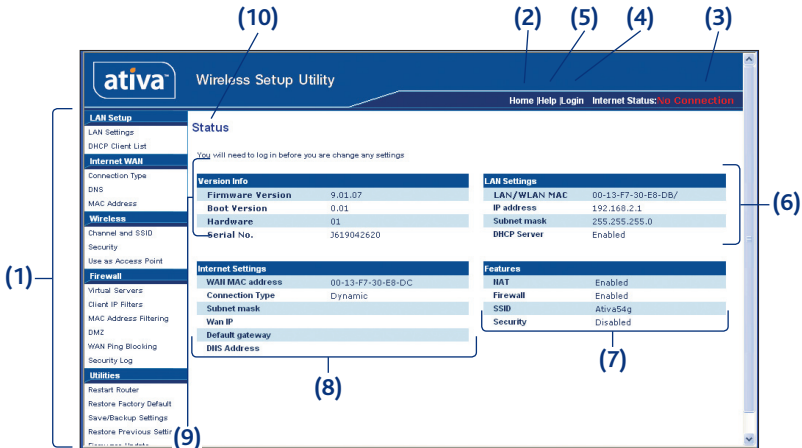 (10)
(2)
(5)
(4)
(3)
ativa
Wireless Setup Utility
Home |Help |Login Internet Status:No Connection
(1)
LAN Setup
LAN Settings
DHCP Client List
Internet WAN
Connection Type
DNS
MAC Address
Wireless
Channel and SSID
Security
Use as Access Point
Firewall
Virtual Servers
Client IP Filters
MAC Address Filtering
DMZ
WAN Ping Blocking
Security Log
Utilities
Restart Router
Restore Factory Default
Save/Backup Settings
Restore Previous Settin
Firmware Update
Status
You will need to log in before you are change any settings
Version Info
Firmware Version 9.01.07
Boot Version 0.01
Hardware 01
Serial No. J619042620
(9)
LAN Settings
LAN/WLAN MAC 00-13-F7-30-E8-DB/
IP address 192.168.2.1
Subnet mask 255.255.255.0
DHCP Server Enabled
(6)
Internet Settings
WAN MAC address 00-13-F7-30-E8-DC
Connection Type Dynamic
Subnet mask
Wan IP
Default gateway
DNS Address
(8)
Features
NAT Enabled
Firewall Enabled
SSID Ativa54g
Security Disabled
(7)